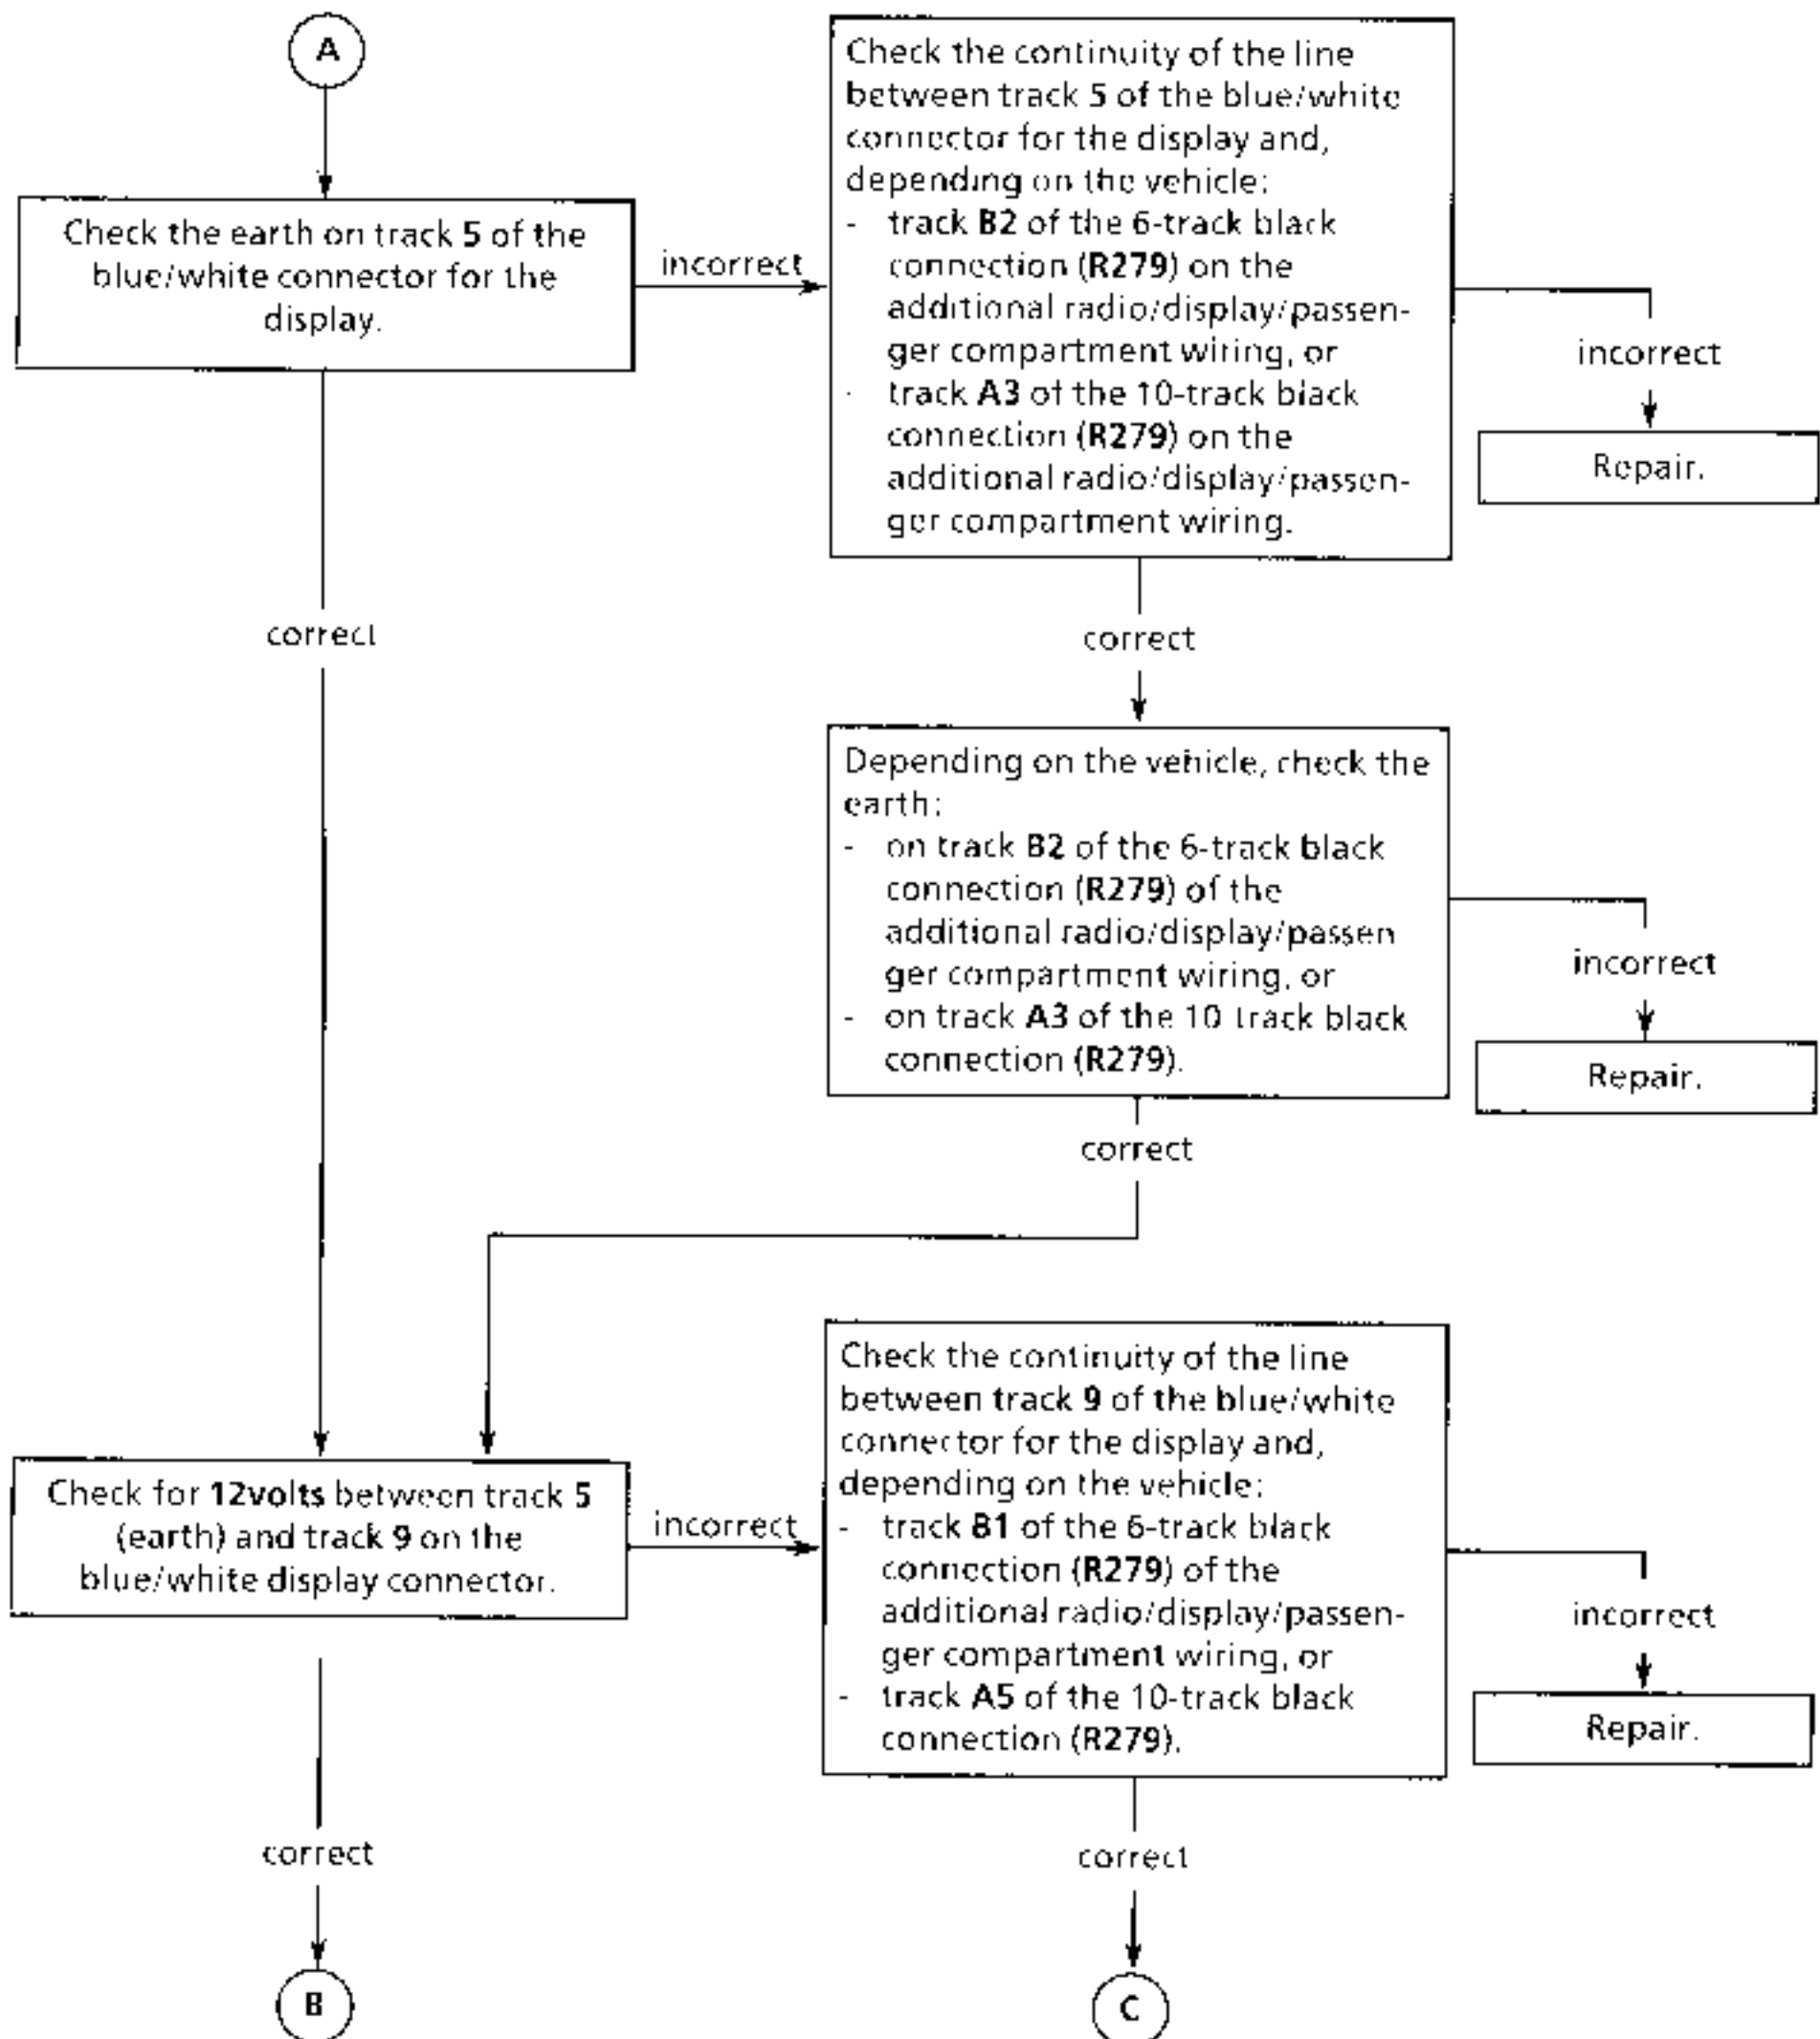 A
Check the earth on track 5 of the
blue/white connector for the
display.
incorrect
Check the continuity of the line
between track 5 of the blue/white
connector for the display and,
depending on the vehicle:
- track B2 of the 6-track black
connection (R279) on the
additional radio/display/passen-
ger compartment wiring, or
- track A3 of the 10-track black
connection (R279) on the
additional radio/display/passen-
ger compartment wiring.
incorrect
Repair.
correct
correct
Depending on the vehicle, check the
earth:
- on track B2 of the 6-track black
connection (R279) of the
additional radio/display/passen
ger compartment wiring, or
- on track A3 of the 10 track black
connection (R279).
incorrect
Repair.
correct
Check for 12volts between track 5
(earth) and track 9 on the
blue/white display connector.
incorrect
Check the continuity of the line
between track 9 of the blue/white
connector for the display and,
depending on the vehicle:
- track B1 of the 6-track black
connection (R279) of the
additional radio/display/passen-
ger compartment wiring, or
- track A5 of the 10-track black
connection (R279).
incorrect
Repair.
correct
correct
B
C